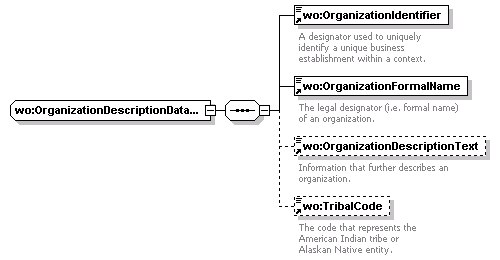 wo:OrganizationIdentifier
A designator used to uniquely
identify a unique business
establishment within a context.
wo:OrganizationDescriptionData...
wo:OrganizationFormalName
The legal designator (i.e. formal name)
of an organization.
wo:OrganizationDescriptionText
Information that further describes an
organization.
wo:TribalCode
The code that represents the
American Indian tribe or
Alaskan Native entity.